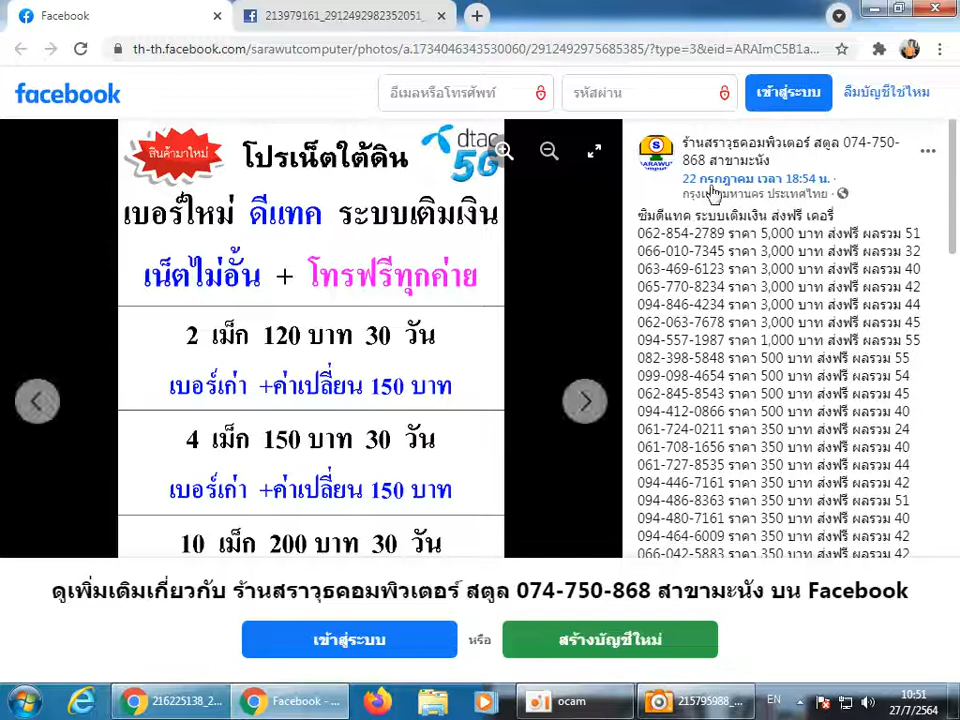 Facebook
213979161_2912492982352051_
th-th.facebook.com/sarawutcomputer/photos/a.1734046343530060/2912492975685385/?type=3&eid=ARAImC5B1a...
facebook
อีเมลหรือโทรศัพท์
รหัสผ่าน
เข้าสู่ระบบ
ลืมบัญชีใช่ไหม
สินค้ามาใหม่
โปรเน็ตใต้ดิน
dtac
5G
เบอร์ใหม่ ดีแทค ระบบเติมเงิน
เน็ตไม่อั้น + โทรฟรีทุกค่าย
2 เม็ก 120 บาท 30 วัน
เบอร์เก่า +ค่าเปลี่ยน 150 บาท
4 เม็ก 150 บาท 30 วัน
เบอร์เก่า +ค่าเปลี่ยน 150 บาท
10 เม็ก 200 บาท 30 วัน
SARAWUT
ร้านสราวุธคอมพิวเตอร์ สตูล 074-750-
868 สาขามะนัง
22 กรกฎาคม เวลา 18:54 น. ·
กรุงเทพมหานคร ประเทศไทย ·
ซิมดีแทค ระบบเติมเงิน ส่งฟรี เคอรี่
062-854-2789 ราคา 5,000 บาท ส่งฟรี ผลรวม 51
066-010-7345 ราคา 3,000 บาท ส่งฟรี ผลรวม 32
063-469-6123 ราคา 3,000 บาท ส่งฟรี ผลรวม 40
065-770-8234 ราคา 3,000 บาท ส่งฟรี ผลรวม 42
094-846-4234 ราคา 3,000 บาท ส่งฟรี ผลรวม 44
062-063-7678 ราคา 3,000 บาท ส่งฟรี ผลรวม 45
094-557-1987 ราคา 1,000 บาท ส่งฟรี ผลรวม 55
082-398-5848 ราคา 500 บาท ส่งฟรี ผลรวม 55
099-098-4654 ราคา 500 บาท ส่งฟรี ผลรวม 54
062-845-8543 ราคา 500 บาท ส่งฟรี ผลรวม 45
094-412-0866 ราคา 500 บาท ส่งฟรี ผลรวม 40
061-724-0211 ราคา 350 บาท ส่งฟรี ผลรวม 24
061-708-1656 ราคา 350 บาท ส่งฟรี ผลรวม 40
061-727-8535 ราคา 350 บาท ส่งฟรี ผลรวม 44
094-446-7161 ราคา 350 บาท ส่งฟรี ผลรวม 42
094-486-8363 ราคา 350 บาท ส่งฟรี ผลรวม 51
094-480-7161 ราคา 350 บาท ส่งฟรี ผลรวม 40
094-464-6009 ราคา 350 บาท ส่งฟรี ผลรวม 42
066-042-5883 ราคา 350 บาท ส่งฟรี ผลรวม 42
ดูเพิ่มเติมเกี่ยวกับ ร้านสราวุธคอมพิวเตอร์ สตูล 074-750-868 สาขามะนัง บน Facebook
เข้าสู่ระบบ
หรือ
สร้างบัญชีใหม่
216225138_2...
Facebook - ...
ocam
215795988_...
EN
10:51
27/7/2564